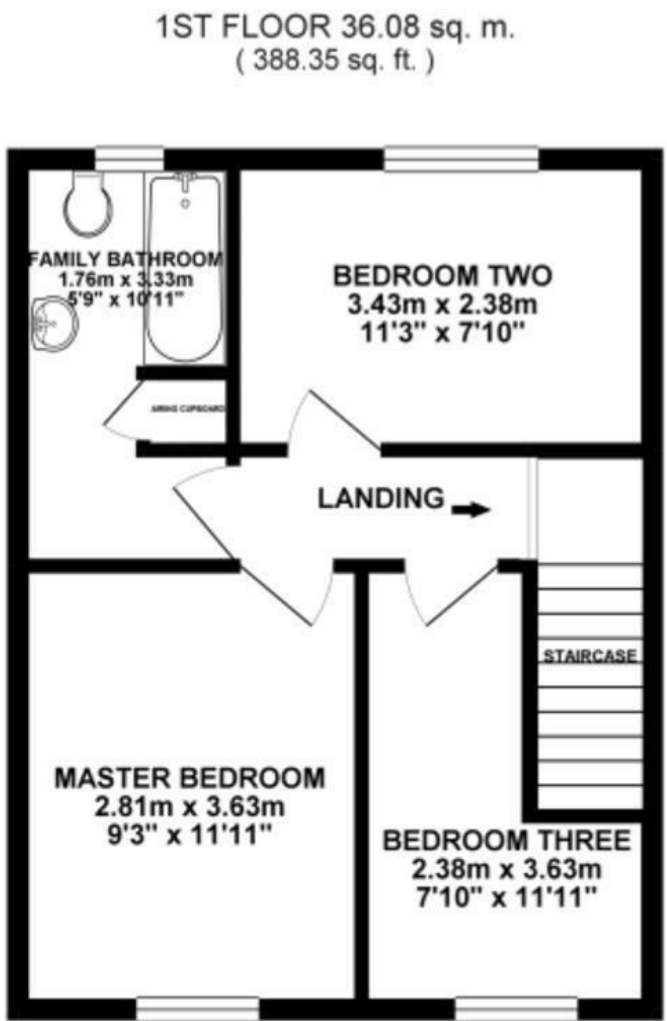 1ST FLOOR 36.08 sq. m.
( 388.35 sq. ft. )
FAMILY BATHROOM
1.76m x 3.33m
5'9" x 10'11"
BEDROOM TWO
3.43m x 2.38m
11'3" x 7'10"
AIRING CUPBOARD
LANDING
STAIRCASE
MASTER BEDROOM
2.81m x 3.63m
9'3" x 11'11"
BEDROOM THREE
2.38m x 3.63m
7'10" x 11'11"